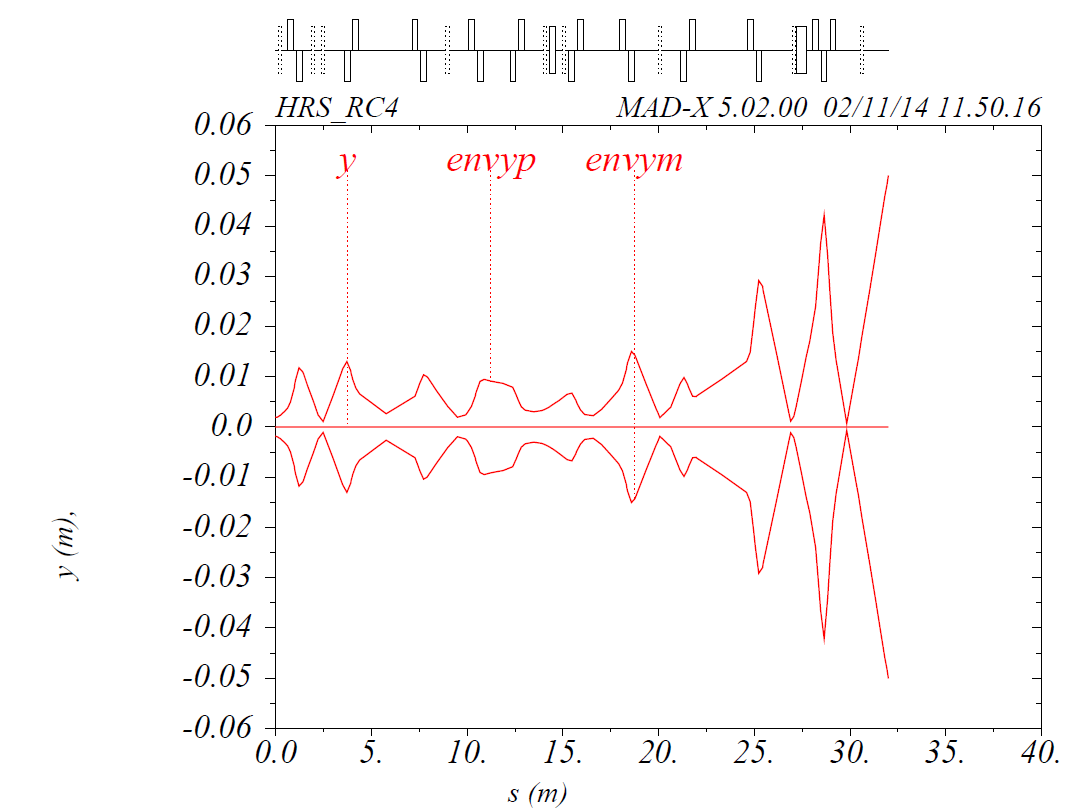 HRS_RC4 MAD-X 5.02.00 02/11/14 11.50.16
0.06
0.05
0.04
0.03
0.02
0.01
0.0
-0.01
-0.02
-0.03
-0.04
-0.05
-0.06
y envyp envym
y (m),
0.0 5. 10. 15. 20. 25. 30. 35. 40.
s (m)